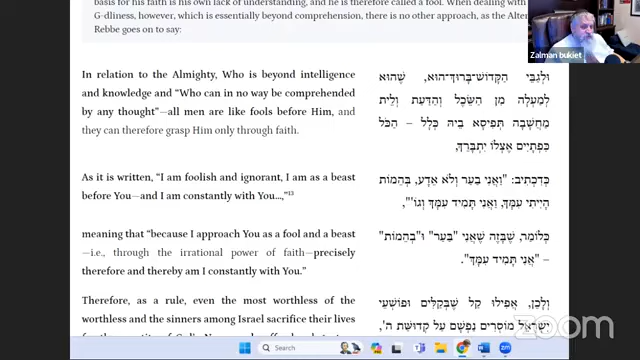 basis for his faith is his own lack of understanding, and he is therefore called a fool. When dealing with
G-dliness, however, which is essentially beyond comprehension, there is no other approach, as the Alter
Rebbe goes on to say:
Zalman bukiet
In relation to the Almighty, Who is beyond intelligence
and knowledge and “Who can in no way be comprehended
by any thought”—all men are like fools before Him, and
they can therefore grasp Him only through faith.
וּלְגַבֵּי הַקָּדוֹשׁ־בָּרוּךְ־הוּא, שֶׁהוּא
לְמַעְלָה מִן הַשֵּׂכֶל וְהַדַּעַת וְלֵית
מַחֲשָׁבָה תְּפִיסָא בֵיהּ כְּלָל – הַכֹּל
כִּפְתָיִים אֶצְלוֹ יִתְבָּרֵךְ,
As it is written, “I am foolish and ignorant, I am as a beast
before You—and I am constantly with You...,”13
כְּדִכְתִיב: "וַאֲנִי בַעַר וְלֹא אֵדָע, בְּהֵמוֹת
הָיִיתִי עִמָּךְ, וַאֲנִי תָּמִיד עִמָּךְ וְגוֹ'",
meaning that “because I approach You as a fool and a beast
—i.e., through the irrational power of faith—precisely
therefore and thereby am I constantly with You.”
כְּלוֹמַר, שֶׁבָּזֶה שֶׁאֲנִי "בַּעַר" וּ"בְהֵמוֹת"
– "אֲנִי תָּמִיד עִמָּךְ".
Therefore, as a rule, even the most worthless of the
worthless and the sinners among Israel sacrifice their lives
וְלָכֵן, אֲפִילּוּ קַל שֶׁבְּקַלִּים וּפוֹשְׁעֵי
יִשְׂרָאֵל מוֹסְרִים נַפְשָׁם עַל קְדוּשַּׁת ה',
zoom
Search